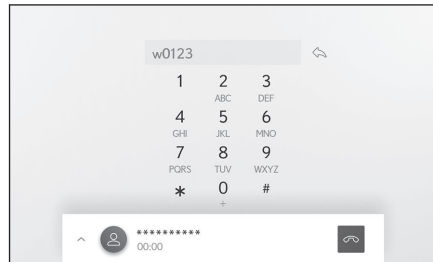 w0123
1 2 3
ABC DEF
4 5 6
GHI JKL MNO
7 8 9
PQRS TUV WXYZ
* 0 #
+
**********
00:00